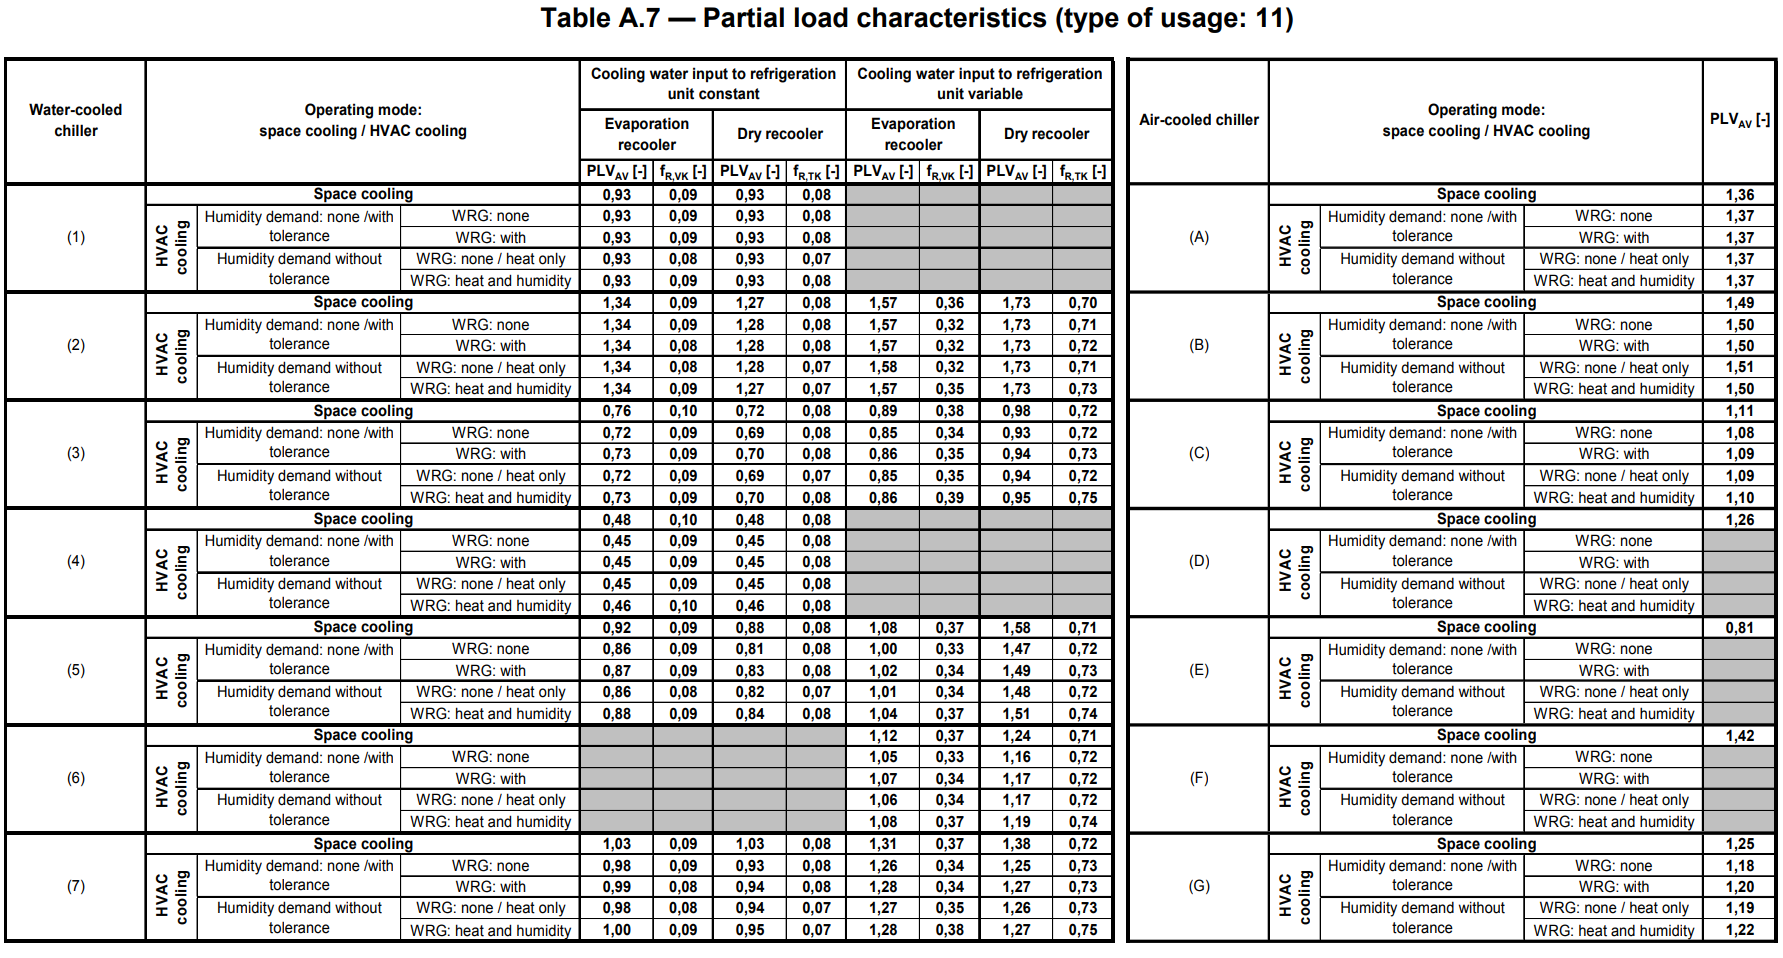 Table A.7 — Partial load characteristics (type of usage: 11)
Water-cooled chiller
Operating mode: space cooling / HVAC cooling
Cooling water input to refrigeration unit constant
Cooling water input to refrigeration unit variable
Evaporation recooler
Dry recooler
Evaporation recooler
Dry recooler
PLVAV [-] fR,VK [-] PLVAV [-] fR,TK [-] PLVAV [-] fR,VK [-] PLVAV [-] fR,TK [-]
(1)
Space cooling 0,93 0,09 0,93 0,08
HVAC cooling
Humidity demand: none /with tolerance
WRG: none 0,93 0,09 0,93 0,08
WRG: with 0,93 0,09 0,93 0,08
Humidity demand without tolerance
WRG: none / heat only 0,93 0,08 0,93 0,07
WRG: heat and humidity 0,93 0,09 0,93 0,08
(2)
Space cooling 1,34 0,09 1,27 0,08 1,57 0,36 1,73 0,70
HVAC cooling
Humidity demand: none /with tolerance
WRG: none 1,34 0,09 1,28 0,08 1,57 0,32 1,73 0,71
WRG: with 1,34 0,08 1,28 0,08 1,57 0,32 1,73 0,72
Humidity demand without tolerance
WRG: none / heat only 1,34 0,08 1,28 0,07 1,58 0,32 1,73 0,71
WRG: heat and humidity 1,34 0,09 1,27 0,07 1,57 0,35 1,73 0,73
(3)
Space cooling 0,76 0,10 0,72 0,08 0,89 0,38 0,98 0,72
HVAC cooling
Humidity demand: none /with tolerance
WRG: none 0,72 0,09 0,69 0,08 0,85 0,34 0,93 0,72
WRG: with 0,73 0,09 0,70 0,08 0,86 0,35 0,94 0,73
Humidity demand without tolerance
WRG: none / heat only 0,72 0,09 0,69 0,07 0,85 0,35 0,94 0,72
WRG: heat and humidity 0,73 0,09 0,70 0,08 0,86 0,39 0,95 0,75
(4)
Space cooling 0,48 0,10 0,48 0,08
HVAC cooling
Humidity demand: none /with tolerance
WRG: none 0,45 0,09 0,45 0,08
WRG: with 0,45 0,09 0,45 0,08
Humidity demand without tolerance
WRG: none / heat only 0,45 0,09 0,45 0,08
WRG: heat and humidity 0,46 0,10 0,46 0,08
(5)
Space cooling 0,92 0,09 0,88 0,08 1,08 0,37 1,58 0,71
HVAC cooling
Humidity demand: none /with tolerance
WRG: none 0,86 0,09 0,81 0,08 1,00 0,33 1,47 0,72
WRG: with 0,87 0,09 0,83 0,08 1,02 0,34 1,49 0,73
Humidity demand without tolerance
WRG: none / heat only 0,86 0,08 0,82 0,07 1,01 0,34 1,48 0,72
WRG: heat and humidity 0,88 0,09 0,84 0,08 1,04 0,37 1,51 0,74
(6)
Space cooling 1,12 0,37 1,24 0,71
HVAC cooling
Humidity demand: none /with tolerance
WRG: none 1,05 0,33 1,16 0,72
WRG: with 1,07 0,34 1,17 0,72
Humidity demand without tolerance
WRG: none / heat only 1,06 0,34 1,17 0,72
WRG: heat and humidity 1,08 0,37 1,19 0,74
(7)
Space cooling 1,03 0,09 1,03 0,08 1,31 0,37 1,38 0,72
HVAC cooling
Humidity demand: none /with tolerance
WRG: none 0,98 0,09 0,93 0,08 1,26 0,34 1,25 0,73
WRG: with 0,99 0,08 0,94 0,08 1,28 0,34 1,27 0,73
Humidity demand without tolerance
WRG: none / heat only 0,98 0,08 0,94 0,07 1,27 0,35 1,26 0,73
WRG: heat and humidity 1,00 0,09 0,95 0,07 1,28 0,38 1,27 0,75
Air-cooled chiller
Operating mode: space cooling / HVAC cooling
PLVAV [-]
(A)
Space cooling 1,36
HVAC cooling
Humidity demand: none /with tolerance
WRG: none 1,37
WRG: with 1,37
Humidity demand without tolerance
WRG: none / heat only 1,37
WRG: heat and humidity 1,37
(B)
Space cooling 1,49
HVAC cooling
Humidity demand: none /with tolerance
WRG: none 1,50
WRG: with 1,50
Humidity demand without tolerance
WRG: none / heat only 1,51
WRG: heat and humidity 1,50
(C)
Space cooling 1,11
HVAC cooling
Humidity demand: none /with tolerance
WRG: none 1,08
WRG: with 1,09
Humidity demand without tolerance
WRG: none / heat only 1,09
WRG: heat and humidity 1,10
(D)
Space cooling 1,26
HVAC cooling
Humidity demand: none /with tolerance
WRG: none
WRG: with
Humidity demand without tolerance
WRG: none / heat only
WRG: heat and humidity
(E)
Space cooling 0,81
HVAC cooling
Humidity demand: none /with tolerance
WRG: none
WRG: with
Humidity demand without tolerance
WRG: none / heat only
WRG: heat and humidity
(F)
Space cooling 1,42
HVAC cooling
Humidity demand: none /with tolerance
WRG: none
WRG: with
Humidity demand without tolerance
WRG: none / heat only
WRG: heat and humidity
(G)
Space cooling 1,25
HVAC cooling
Humidity demand: none /with tolerance
WRG: none 1,18
WRG: with 1,20
Humidity demand without tolerance
WRG: none / heat only 1,19
WRG: heat and humidity 1,22